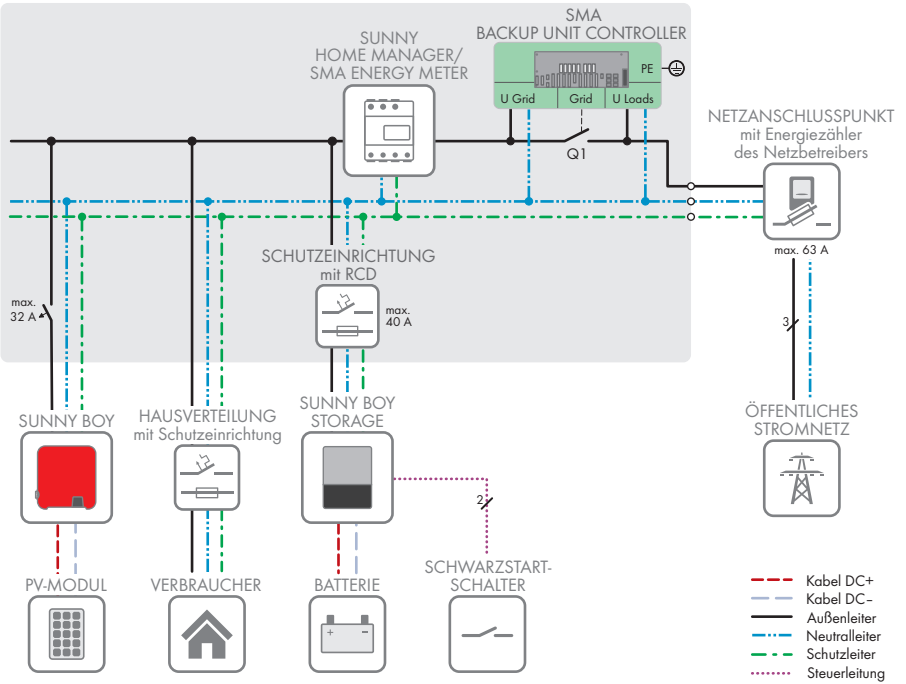 SMA
BACKUP UNIT CONTROLLER
SUNNY
HOME MANAGER/
SMA ENERGY METER
PE
U Grid
Grid
U Loads
Q1
NETZANSCHLUSSPUNKT
mit Energiezähler
des Netzbetreibers
max. 63 A
SCHUTZEINRICHTUNG
mit RCD
max.
32 A
max.
40 A
3
SUNNY BOY
HAUSVERTEILUNG
mit Schutzeinrichtung
SUNNY BOY
STORAGE
ÖFFENTLICHES
STROMNETZ
2
PV-MODUL
VERBRAUCHER
BATTERIE
SCHWARZSTART-
SCHALTER
+ −
Kabel DC+
Kabel DC−
Außenleiter
Neutralleiter
Schutzleiter
Steuerleitung